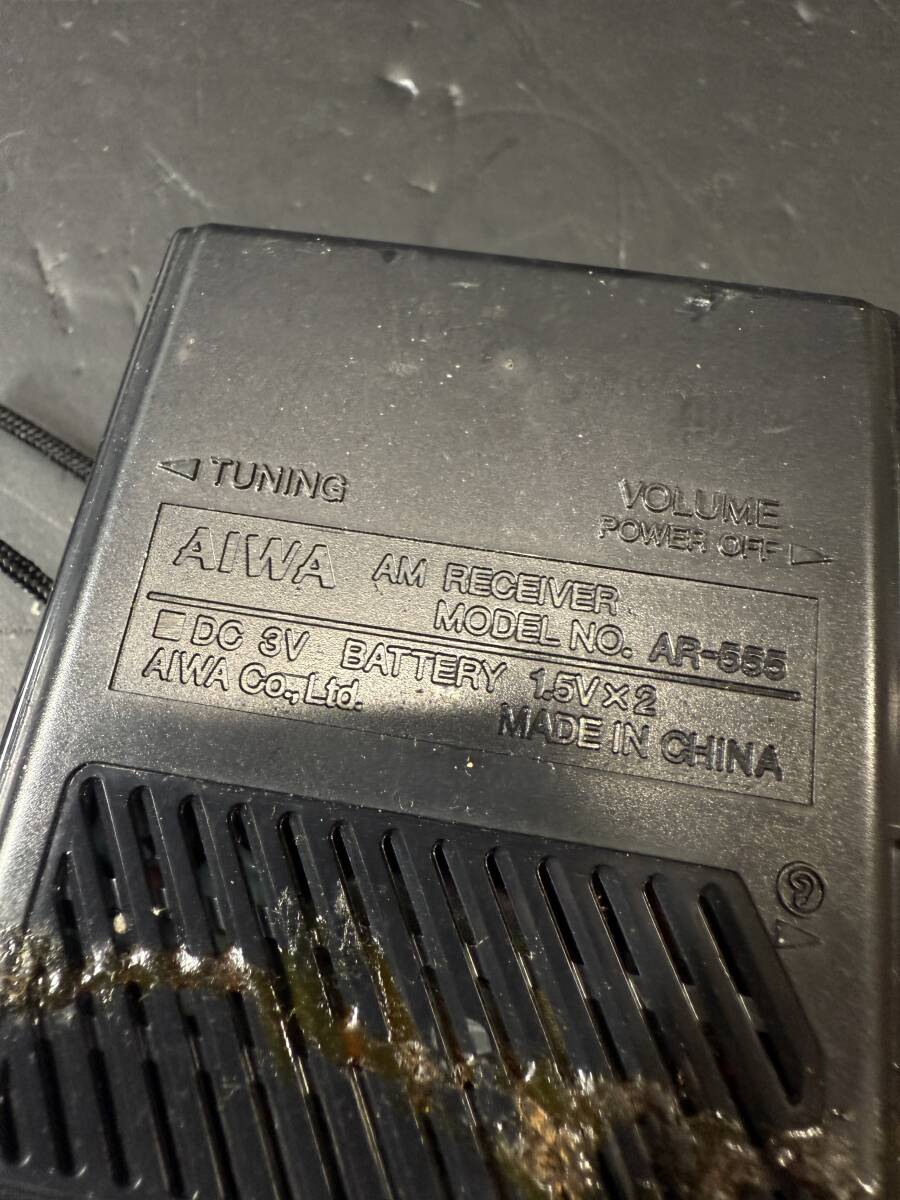 TUNING
VOLUME
POWER OFF
AIWA AM RECEIVER
MODEL NO. AR-555
DC 3V BATTERY 1.5V×2
AIWA Co., Ltd.
MADE IN CHINA